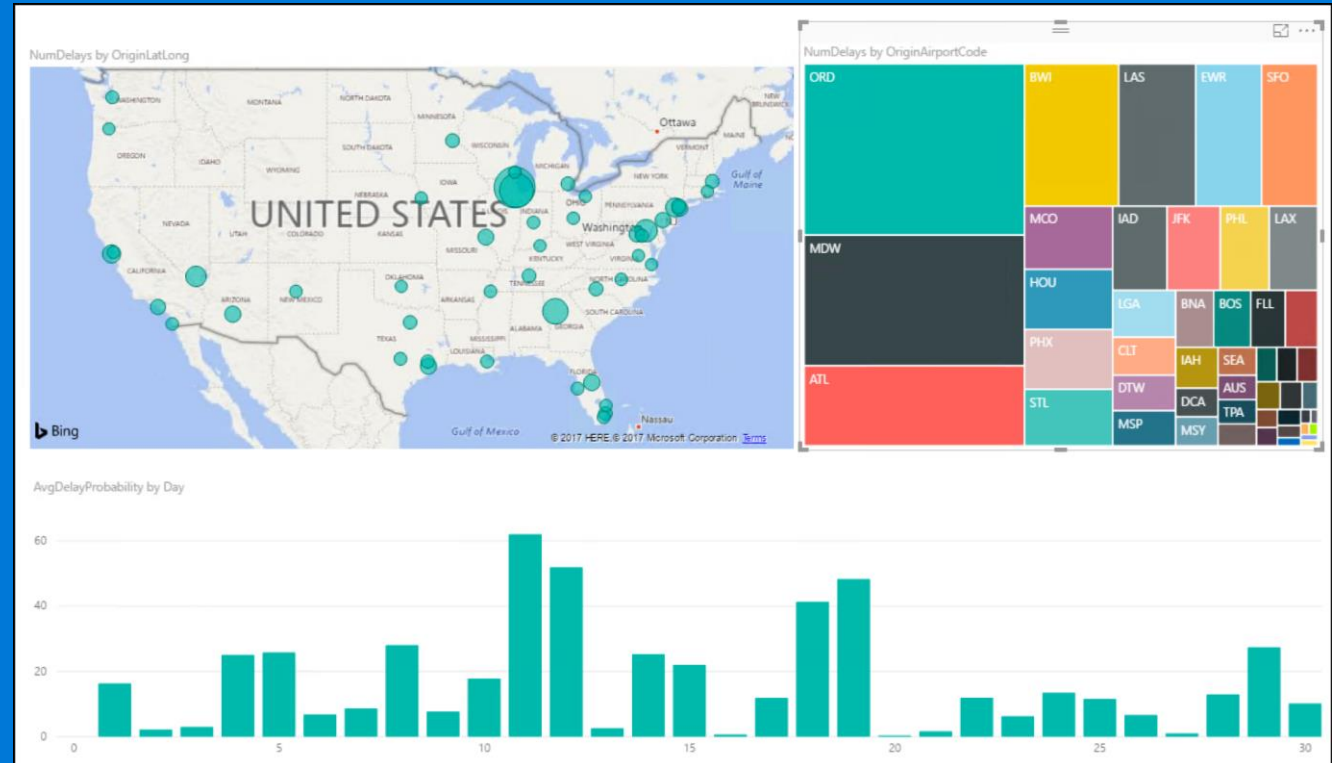 NumDelays by OriginLatLong
WASHINGTON
MONTANA
NORTH DAKOTA
MINNESOTA
Ottawa
NEW
BRUNSWICK
MAINE
VERMONT
OREGON
IDAHO
WYOMING
SOUTH DAKOTA
WISCONSIN
MICHIGAN
NEW YORK
Gulf of
Maine
IOWA
NEBRASKA
UNITED STATES
ILLINOIS
INDIANA
OHIO
PENNSYLVANIA
NEVADA
UTAH
COLORADO
KANSAS
MISSOURI
Washington
WEST VIRGINIA
KENTUCKY
VIRGINIA
CALIFORNIA
ARIZONA
NEW MEXICO
OKLAHOMA
ARKANSAS
TENNESSEE
NORTH CAROLINA
SOUTH CAROLINA
TEXAS
MISSISSIPPI
ALABAMA
GEORGIA
LOUISIANA
FLORIDA
Nassau
Gulf of Mexico
Bing
© 2017 HERE, © 2017 Microsoft Corporation Terms
NumDelays by OriginAirportCode
ORD
BWI
LAS
EWR
SFO
MDW
MCO
IAD
JFK
PHL
LAX
HOU
LGA
BNA
BOS
FLL
PHX
CLT
IAH
SEA
ATL
DTW
AUS
STL
DCA
TPA
MSP
MSY
AvgDelayProbability by Day
60
40
20
0
0 5 10 15 20 25 30